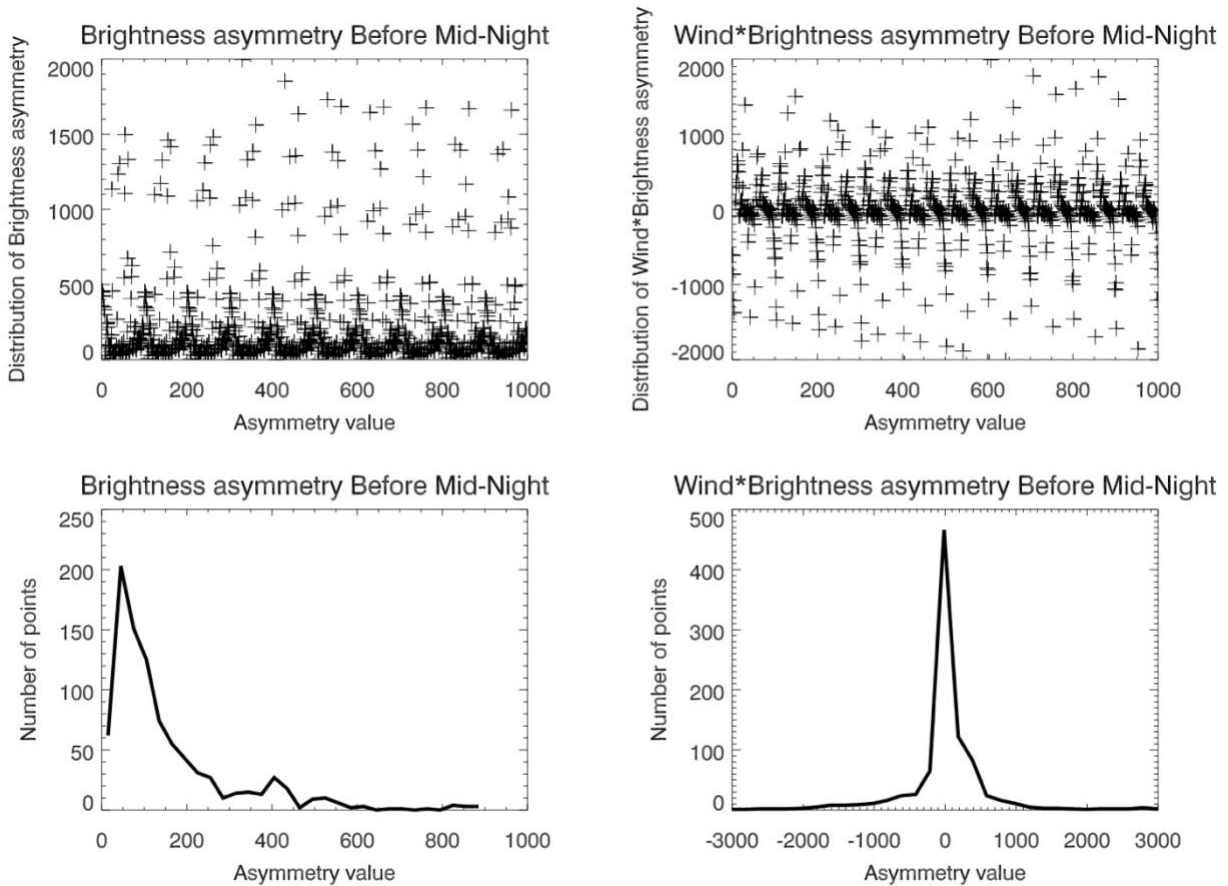 Brightness asymmetry Before Mid-Night
Distribution of Brightness asymmetry
2000
1500
1000
500
0
0 200 400 600 800 1000
Asymmetry value
Wind*Brightness asymmetry Before Mid-Night
Distribution of Wind*Brightness asymmetry
2000
1000
0
-1000
-2000
0 200 400 600 800 1000
Asymmetry value
Brightness asymmetry Before Mid-Night
Number of points
250
200
150
100
50
0
0 200 400 600 800 1000
Asymmetry value
Wind*Brightness asymmetry Before Mid-Night
Number of points
500
400
300
200
100
0
-3000 -2000 -1000 0 1000 2000 3000
Asymmetry value